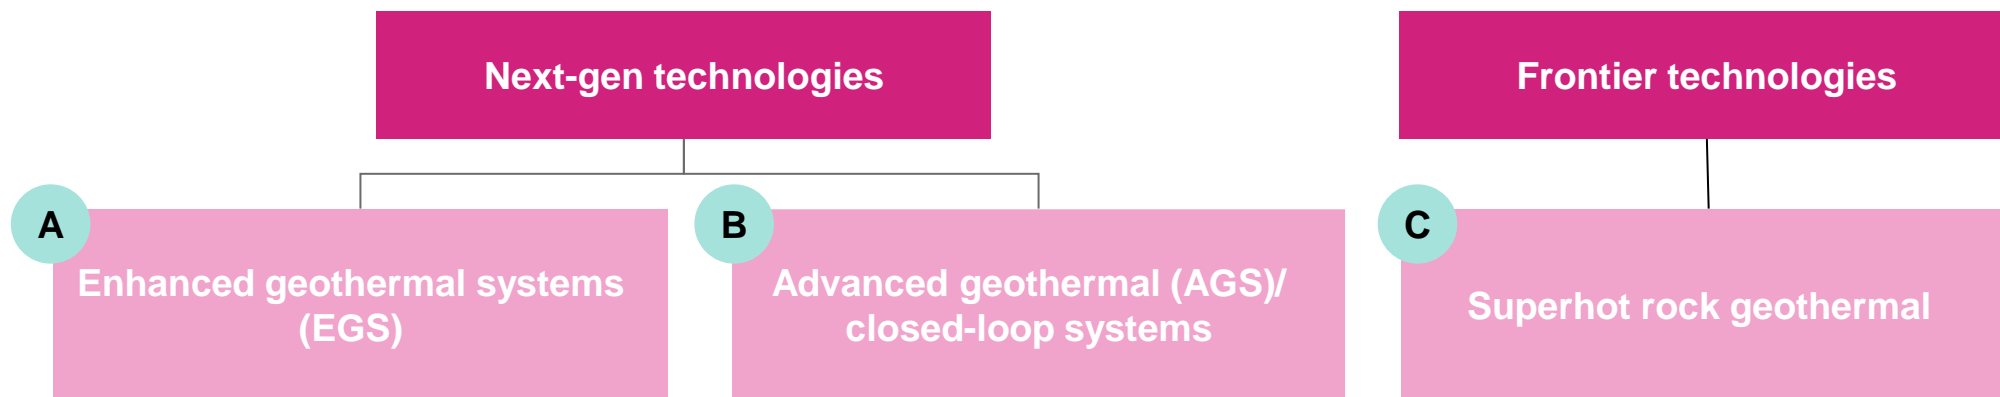 Next-gen technologies
Frontier technologies
A
Enhanced geothermal systems
(EGS)
B
Advanced geothermal (AGS)/
closed-loop systems
C
Superhot rock geothermal